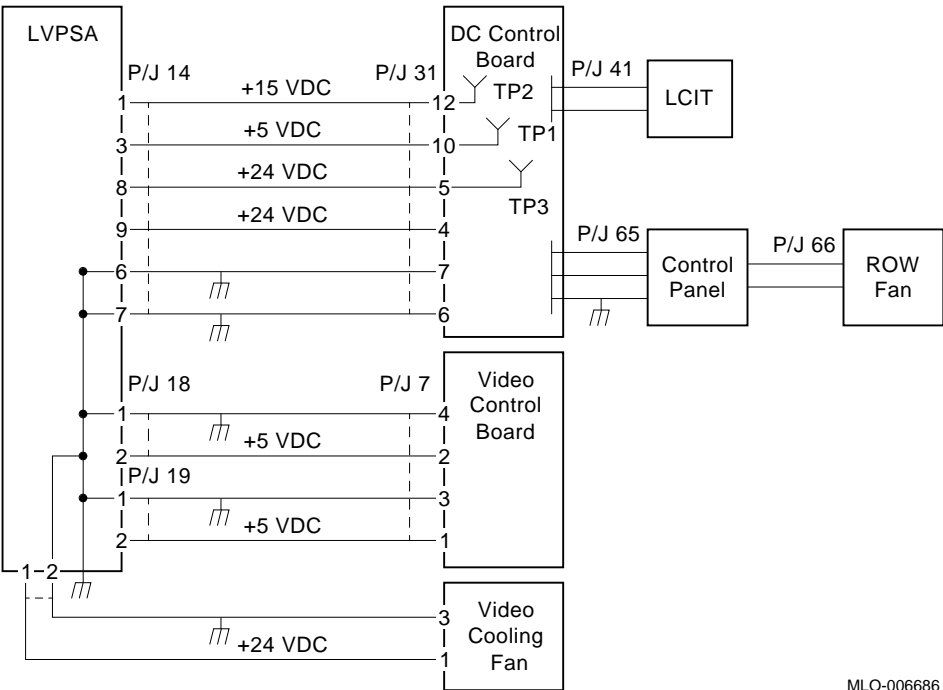 LVPSA
DC Control
Board
P/J 14
P/J 31
P/J 41
1
+15 VDC
12
TP2
LCIT
3
+5 VDC
10
TP1
8
+24 VDC
5
TP3
9
+24 VDC
4
P/J 65
P/J 66
6
7
Control
Panel
ROW
Fan
7
6
P/J 18
P/J 7
Video
Control
Board
1
4
2
+5 VDC
2
P/J 19
1
3
2
+5 VDC
1
1
2
3
Video
Cooling
Fan
+24 VDC
1
MLO-006686